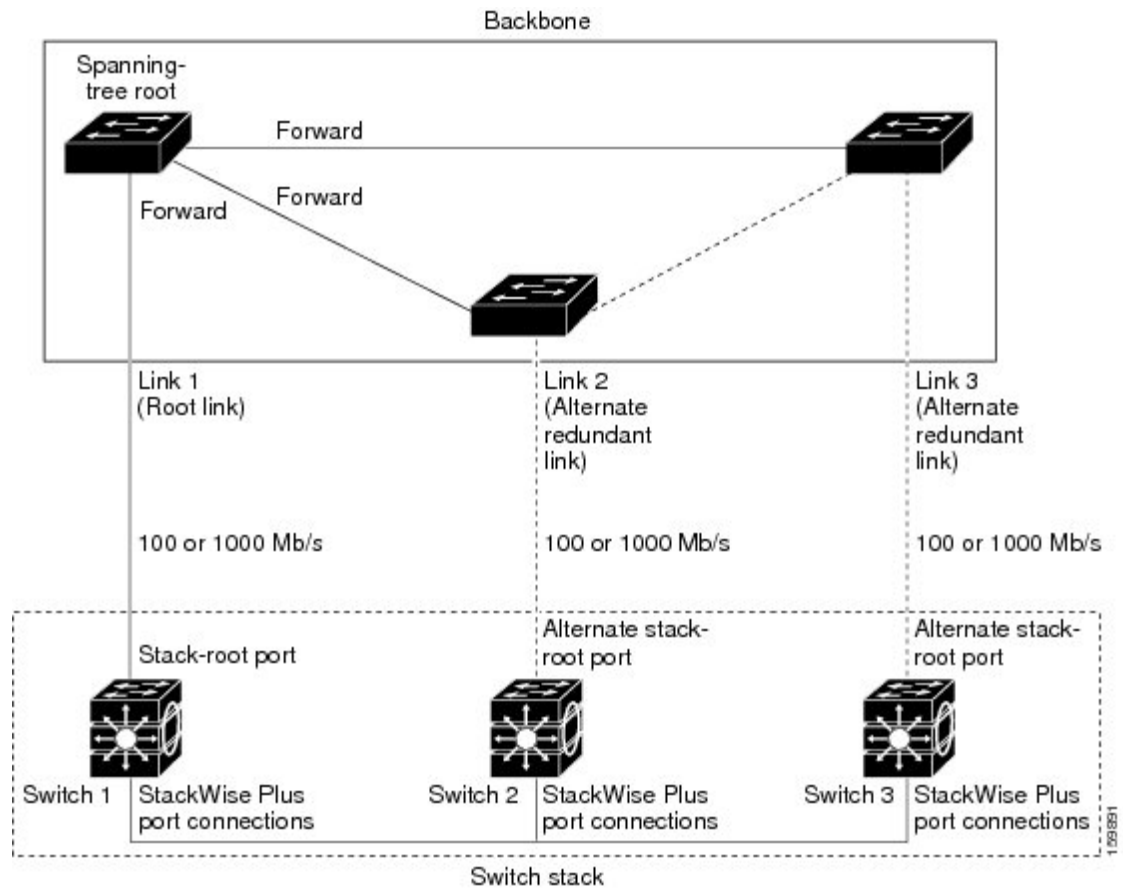 Backbone
Spanning-
tree root
Forward
Forward
Forward
Link 1
(Root link)
Link 2
(Alternate
redundant
link)
Link 3
(Alternate
redundant
link)
100 or 1000 Mb/s
100 or 1000 Mb/s
100 or 1000 Mb/s
Stack-root port
Alternate stack-
root port
Alternate stack-
root port
Switch 1
StackWise Plus
port connections
Switch 2
StackWise Plus
port connections
Switch 3
StackWise Plus
port connections
159891
Switch stack